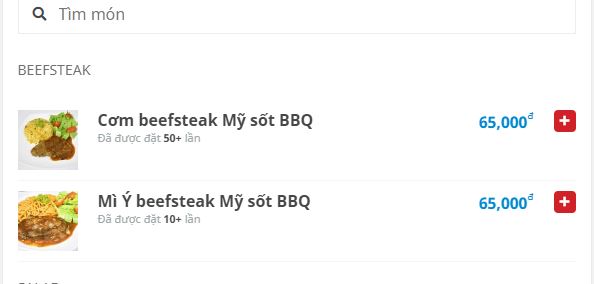 Tìm món
BEEFSTEAK
Cơm beefsteak Mỹ sốt BBQ
Đã được đặt 50+ lần
65,000đ
Mì Ý beefsteak Mỹ sốt BBQ
Đã được đặt 10+ lần
65,000đ